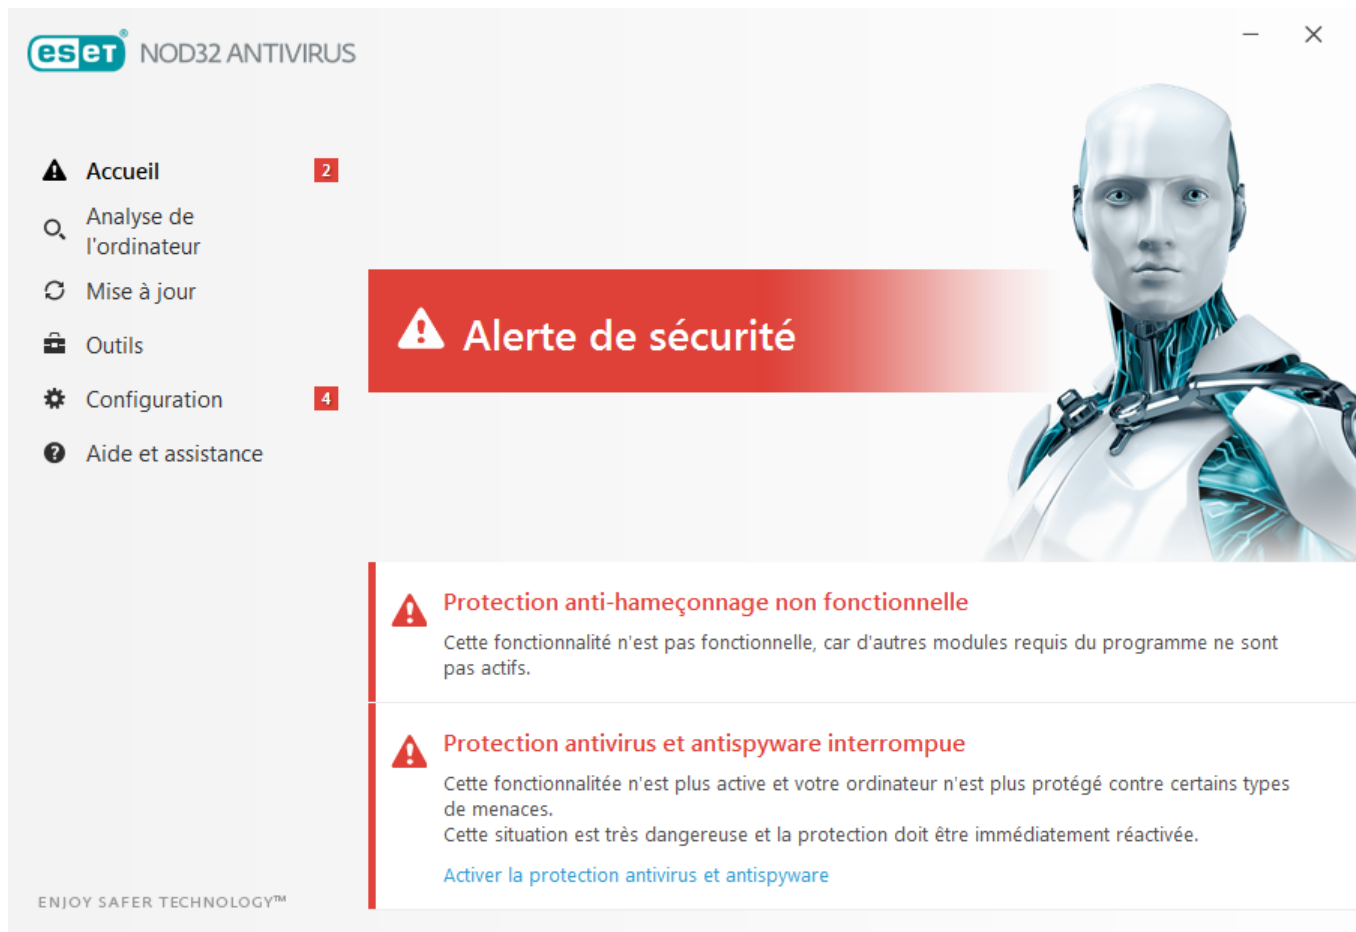 eset® NOD32 ANTIVIRUS
Accueil 2
Analyse de
l'ordinateur
Mise à jour
Outils
Configuration 4
Aide et assistance
Alerte de sécurité
Protection anti-hameçonnage non fonctionnelle
Cette fonctionnalité n'est pas fonctionnelle, car d'autres modules requis du programme ne sont
pas actifs.
Protection antivirus et antispyware interrompue
Cette fonctionnalitée n'est plus active et votre ordinateur n'est plus protégé contre certains types
de menaces.
Cette situation est très dangereuse et la protection doit être immédiatement réactivée.
Activer la protection antivirus et antispyware
ENJOY SAFER TECHNOLOGY™